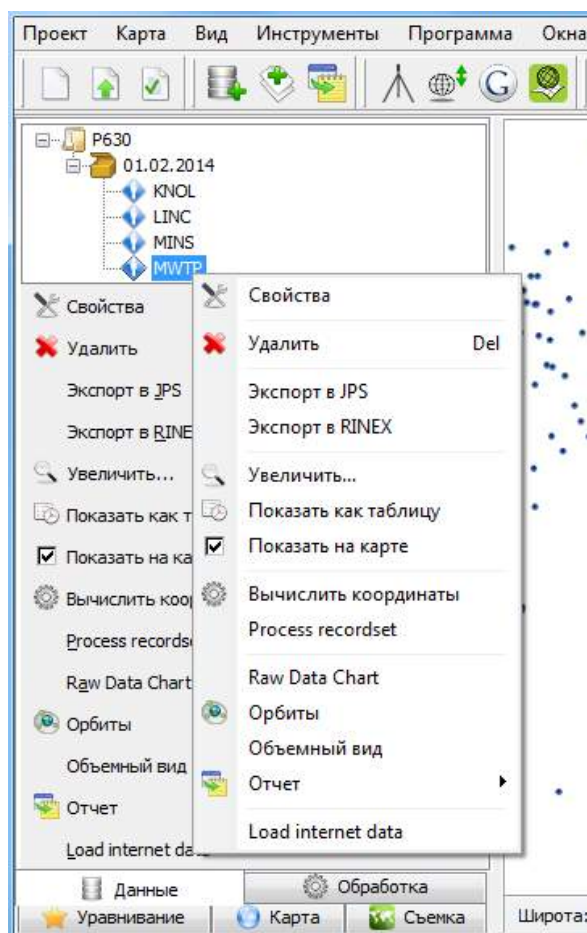 Проект Карта Вид Инструменты Программа Окна
P630
01.02.2014
KNOL
LINC
MINS
MWTP
Свойства
Удалить
Экспорт в JPS
Экспорт в RINE
Увеличить...
Показать как т
Показать на ка
Вычислить коор
Process recordse
Raw Data Chart
Орбиты
Объемный вид
Отчет
Load internet da
Свойства
Удалить Del
Экспорт в JPS
Экспорт в RINEX
Увеличить...
Показать как таблицу
Показать на карте
Вычислить координаты
Process recordset
Raw Data Chart
Орбиты
Объемный вид
Отчет
Load internet data
Данные Обработка
Уравнивание Карта Съемка
Широта: